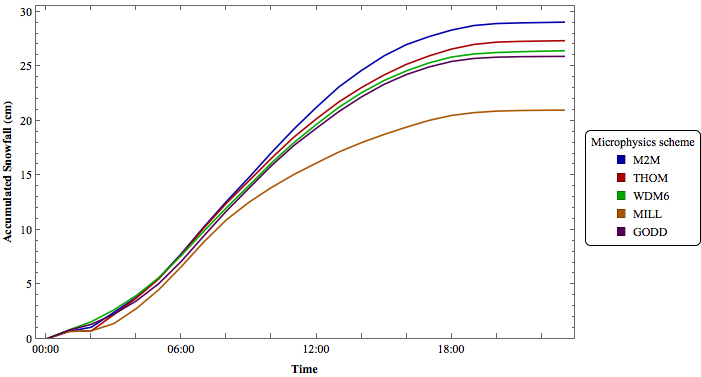 30
25
20
15
10
5
0
Accumulated Snowfall (cm)
00:00 06:00 12:00 18:00
Time
Microphysics scheme
M2M
THOM
WDM6
MILL
GODD